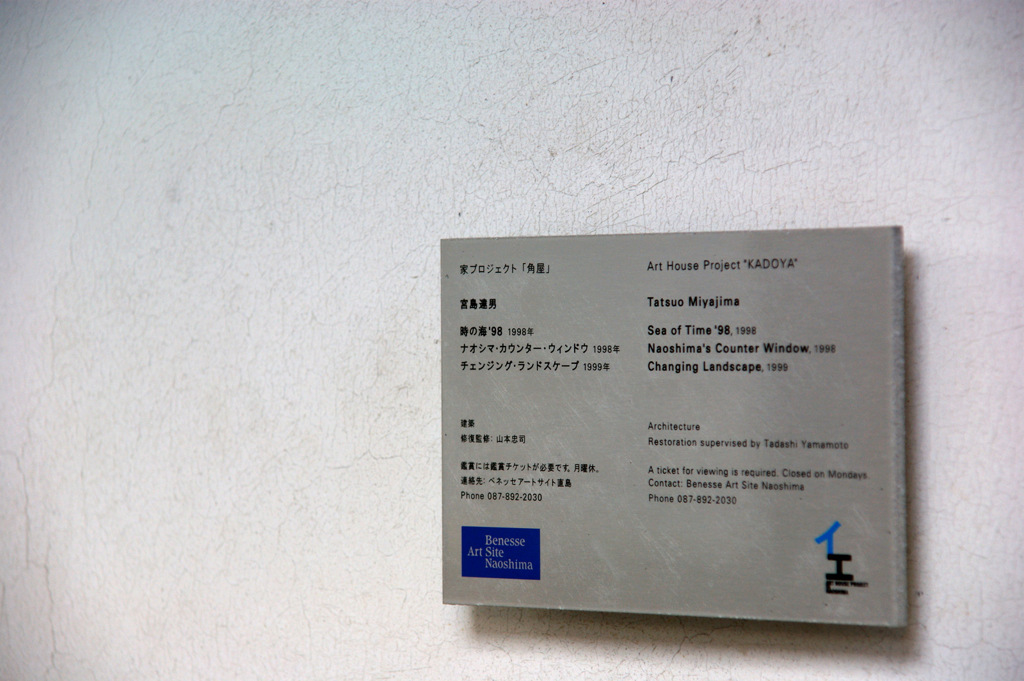 家プロジェクト「角屋」
宮島達男
時の海'98 1998年
ナオシマ・カウンター・ウィンドウ 1998年
チェンジング・ランドスケープ 1999年
建築
修復監修: 山本忠司
鑑賞には鑑賞チケットが必要です。月曜休。
連絡先: ベネッセアートサイト直島
Phone 087-892-2030
Art House Project "KADOYA"
Tatsuo Miyajima
Sea of Time '98, 1998
Naoshima's Counter Window, 1998
Changing Landscape, 1999
Architecture
Restoration supervised by Tadashi Yamamoto
A ticket for viewing is required. Closed on Mondays
Contact: Benesse Art Site Naoshima
Phone 087-892-2030
Benesse
Art Site
Naoshima
イエ
HOUSE PROJECT